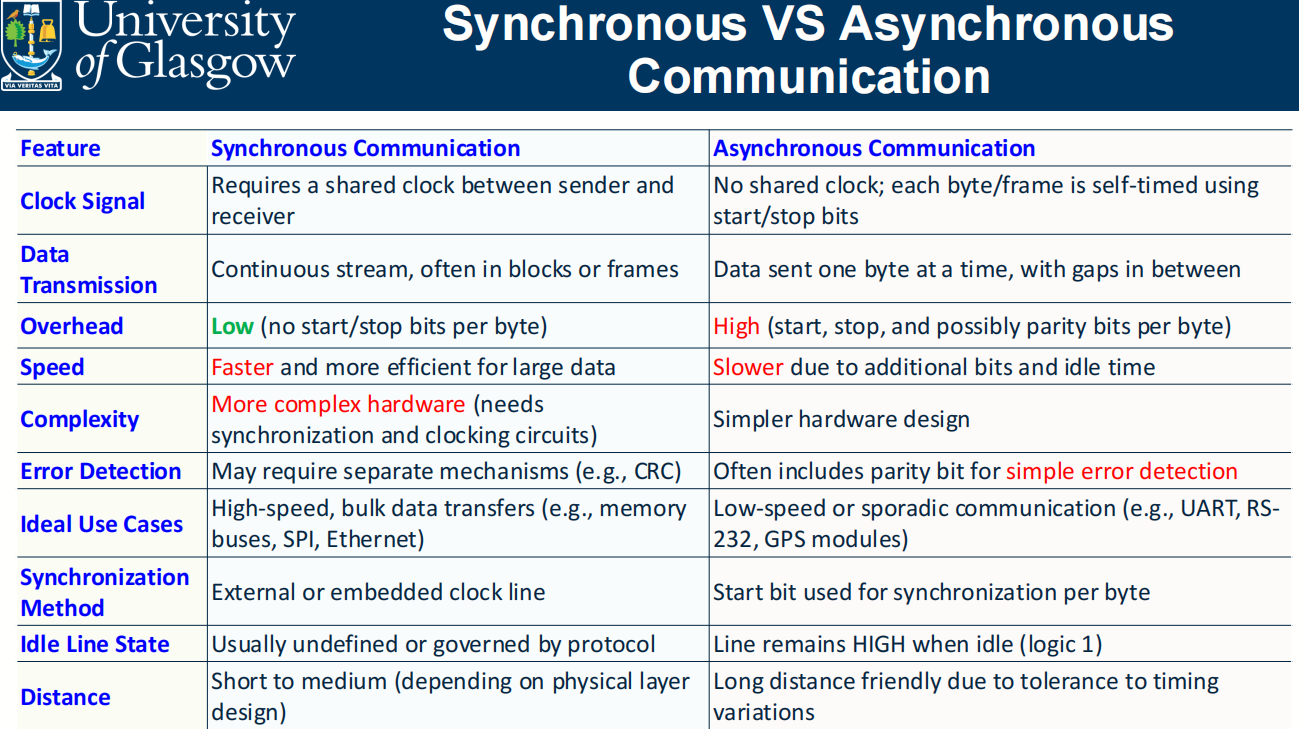 University
of Glasgow
VIA VERITAS VITA
Synchronous VS Asynchronous
Communication
Feature
Synchronous Communication
Asynchronous Communication
Clock Signal
Requires a shared clock between sender and
receiver
No shared clock; each byte/frame is self-timed using
start/stop bits
Data
Transmission
Continuous stream, often in blocks or frames
Data sent one byte at a time, with gaps in between
Overhead
Low (no start/stop bits per byte)
High (start, stop, and possibly parity bits per byte)
Speed
Faster and more efficient for large data
Slower due to additional bits and idle time
Complexity
More complex hardware (needs
synchronization and clocking circuits)
Simpler hardware design
Error Detection
May require separate mechanisms (e.g., CRC)
Often includes parity bit for simple error detection
Ideal Use Cases
High-speed, bulk data transfers (e.g., memory
buses, SPI, Ethernet)
Low-speed or sporadic communication (e.g., UART, RS-
232, GPS modules)
Synchronization
Method
External or embedded clock line
Start bit used for synchronization per byte
Idle Line State
Usually undefined or governed by protocol
Line remains HIGH when idle (logic 1)
Distance
Short to medium (depending on physical layer
design)
Long distance friendly due to tolerance to timing
variations